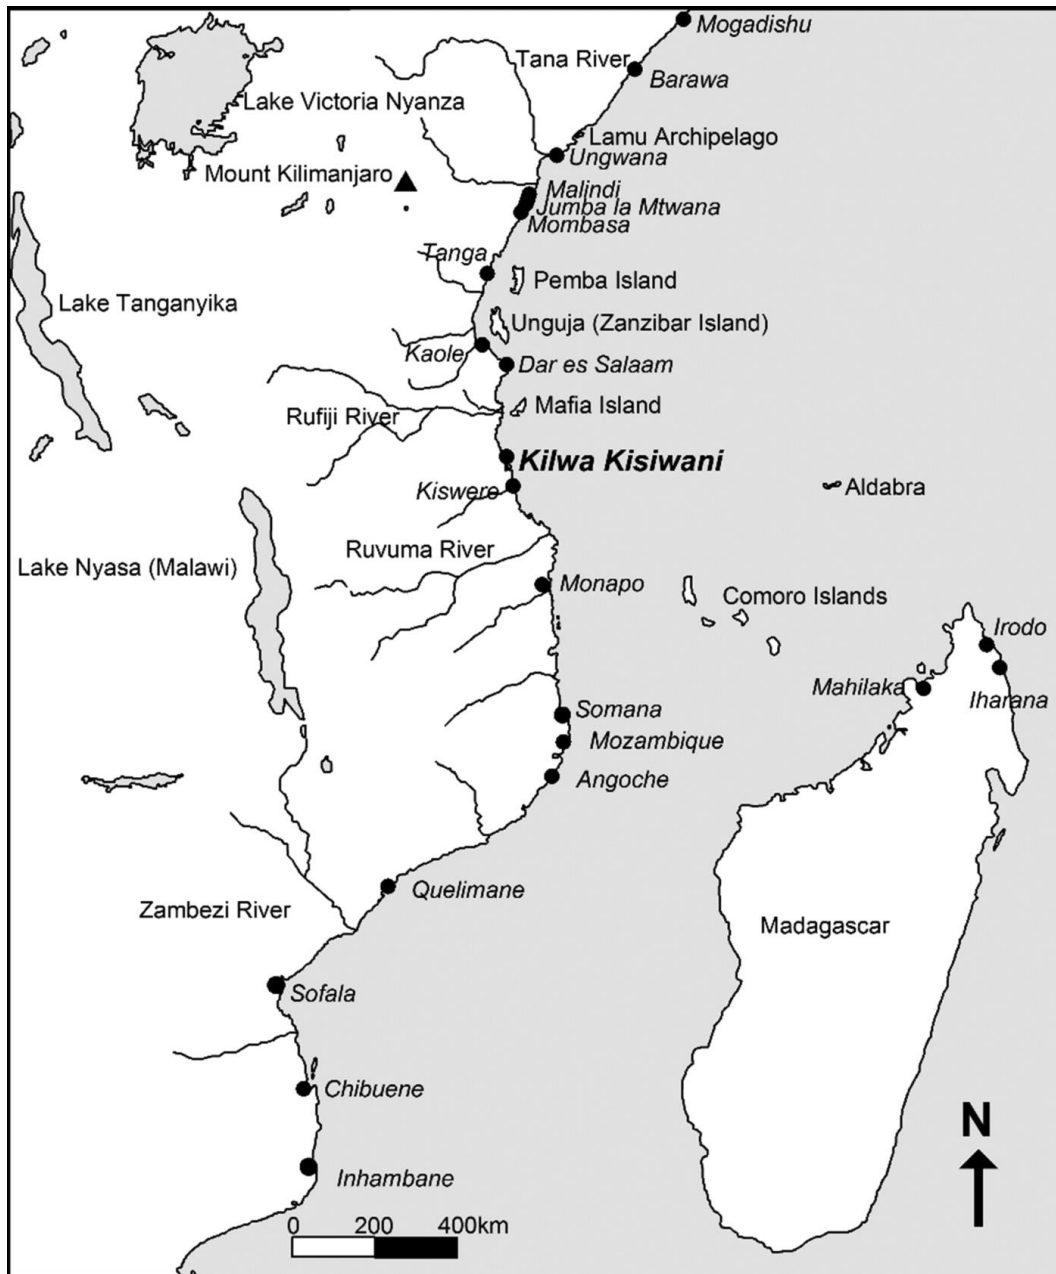 Mogadishu
Tana River
Barawa
Lake Victoria Nyanza
Lamu Archipelago
Ungwana
Mount Kilimanjaro
Malindi
Jumba la Mtwana
Mombasa
Tanga
Pemba Island
Lake Tanganyika
Unguja (Zanzibar Island)
Kaole
Dar es Salaam
Mafia Island
Rufiji River
Kilwa Kisiwani
Kiswere
Aldabra
Ruvuma River
Lake Nyasa (Malawi)
Monapo
Comoro Islands
Irodo
Mahilaka
Iharana
Somana
Mozambique
Angoche
Quelimane
Zambezi River
Madagascar
Sofala
Chibuene
N
Inhambane
0 200 400km